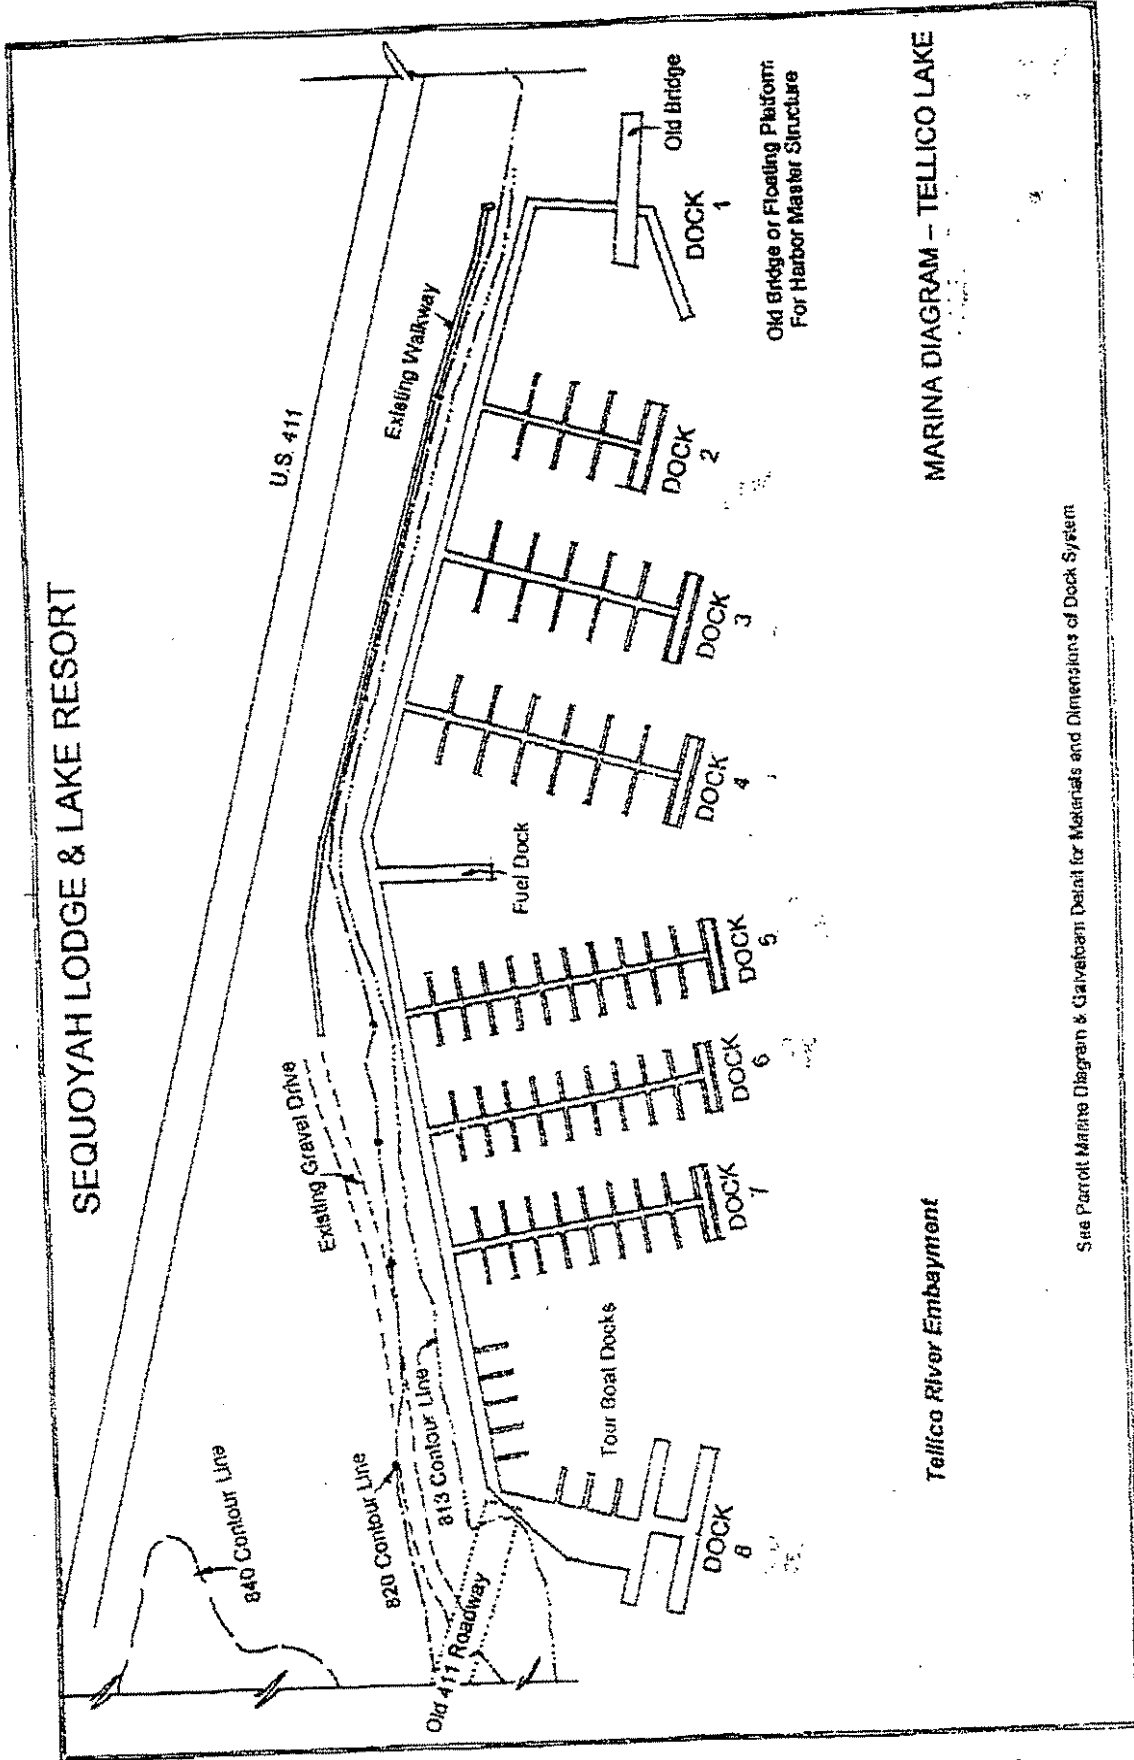 SEQUOYAH LODGE & LAKE RESORT
U.S. 411
840 Contour Line
Existing Gravel Drive
Existing Walkway
820 Contour Line
813 Contour Line
Old 411 Roadway
Tour Boat Docks
Fuel Dock
Old Bridge
DOCK
8
DOCK
7
DOCK
6
DOCK
5
DOCK
4
DOCK
3
DOCK
2
DOCK
1
Old Bridge or Floating Platform
For Harbor Master Structure
Tellico River Embayment
MARINA DIAGRAM – TELLICO LAKE
See Parrott Marine Diagram & Galvafoam Detail for Materials and Dimensions of Dock System